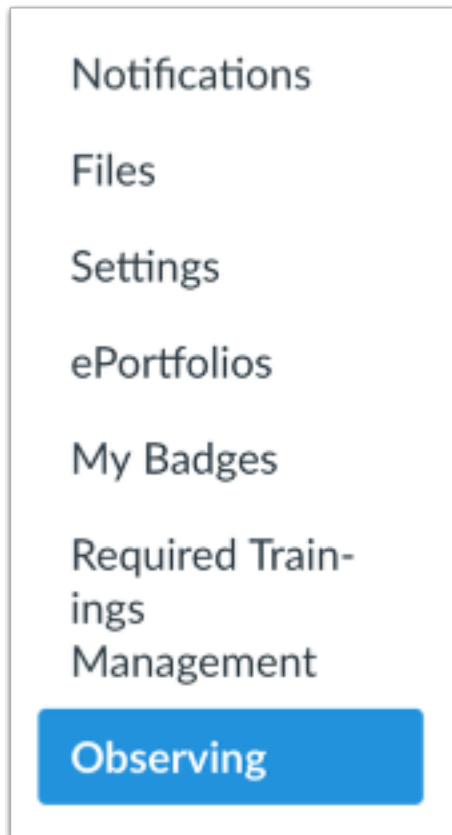 Notifications
Files
Settings
ePortfolios
My Badges
Required Train-
ings
Management
Observing